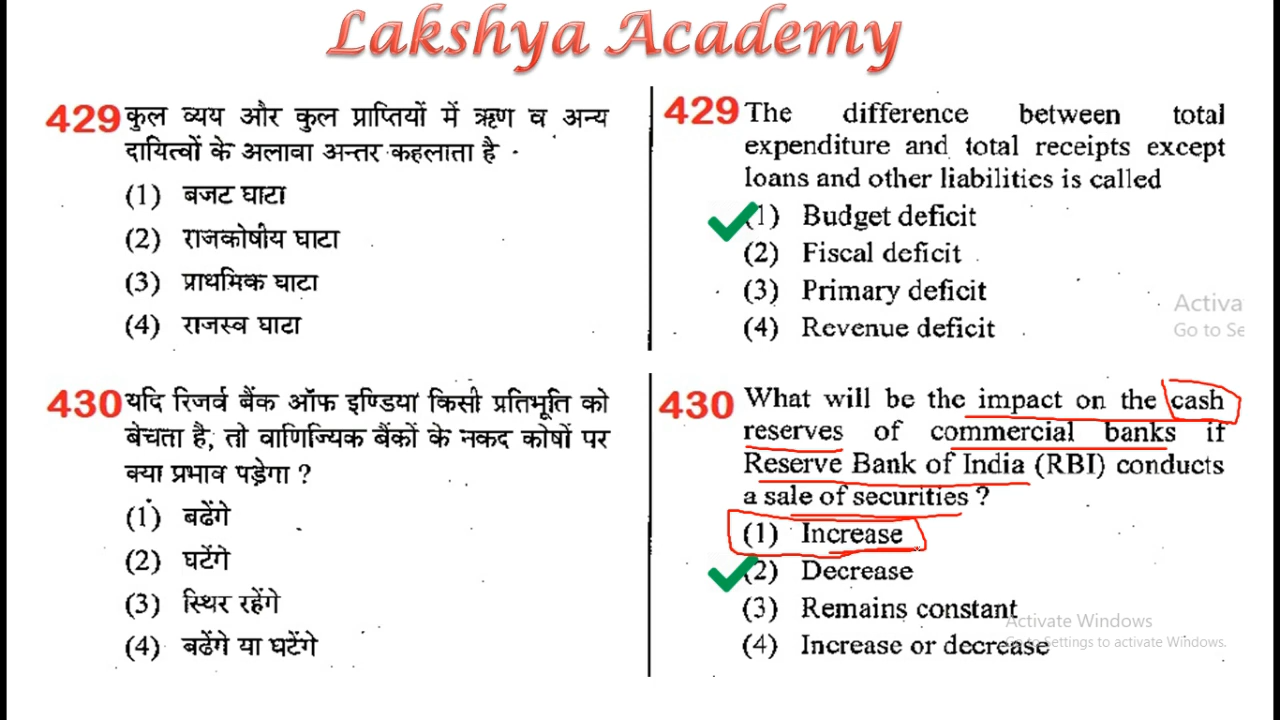 Lakshya Academy
429 कुल व्यय और कुल प्राप्तियों में ऋण व अन्य
दायित्वों के अलावा अन्तर कहलाता है
(1) बजट घाटा
(2) राजकोषीय घाटा
(3) प्राथमिक घाटा
(4) राजस्व घाटा
429 The difference between total
expenditure and total receipts except
loans and other liabilities is called
(1) Budget deficit
(2) Fiscal deficit
(3) Primary deficit
(4) Revenue deficit
Activa
Go to Se
430 यदि रिजर्व बैंक ऑफ इण्डिया किसी प्रतिभूति को
बेचता है, तो वाणिज्यिक बैंकों के नकद कोषों पर
क्या प्रभाव पड़ेगा ?
(1) बढेंगे
(2) घटेंगे
(3) स्थिर रहेंगे
(4) बढेंगे या घटेंगे
430 What will be the impact on the cash
reserves of commercial banks if
Reserve Bank of India (RBI) conducts
a sale of securities ?
(1) Increase
(2) Decrease
(3) Remains constant
(4) Increase or decrease
Activate Windows
Go to Settings to activate Windows.